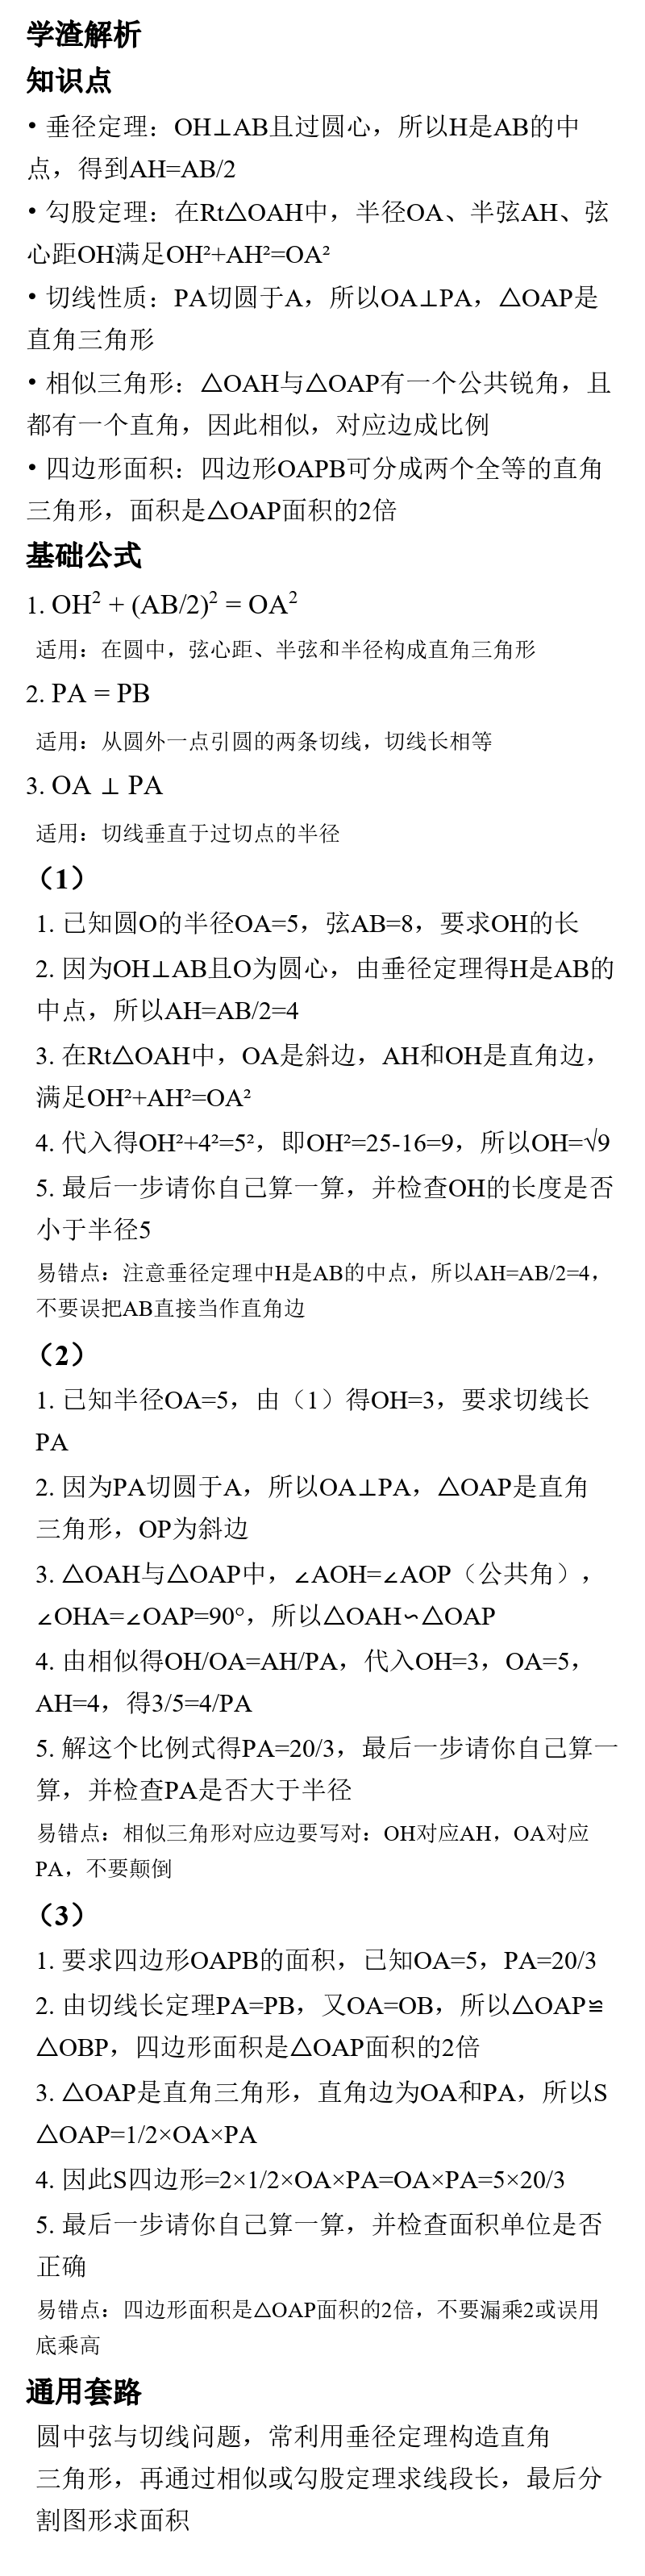 学渣解析
知识点
• 垂径定理：OH⊥AB且过圆心，所以H是AB的中
点，得到AH=AB/2
• 勾股定理：在Rt△OAH中，半径OA、半弦AH、弦
心距OH满足OH²+AH²=OA²
• 切线性质：PA切圆于A，所以OA⊥PA，△OAP是
直角三角形
• 相似三角形：△OAH与△OAP有一个公共锐角，且
都有一个直角，因此相似，对应边成比例
• 四边形面积：四边形OAPB可分成两个全等的直角
三角形，面积是△OAP面积的2倍
基础公式
1. OH² + (AB/2)² = OA²
适用：在圆中，弦心距、半弦和半径构成直角三角形
2. PA = PB
适用：从圆外一点引圆的两条切线，切线长相等
3. OA ⊥ PA
适用：切线垂直于过切点的半径
（1）
1. 已知圆O的半径OA=5，弦AB=8，要求OH的长
2. 因为OH⊥AB且O为圆心，由垂径定理得H是AB的
中点，所以AH=AB/2=4
3. 在Rt△OAH中，OA是斜边，AH和OH是直角边，
满足OH²+AH²=OA²
4. 代入得OH²+4²=5²，即OH²=25-16=9，所以OH=√9
5. 最后一步请你自己算一算，并检查OH的长度是否
小于半径5
易错点：注意垂径定理中H是AB的中点，所以AH=AB/2=4，
不要误把AB直接当作直角边
（2）
1. 已知半径OA=5，由（1）得OH=3，要求切线长
PA
2. 因为PA切圆于A，所以OA⊥PA，△OAP是直角
三角形，OP为斜边
3. △OAH与△OAP中，∠AOH=∠AOP（公共角），
∠OHA=∠OAP=90°，所以△OAH∽△OAP
4. 由相似得OH/OA=AH/PA，代入OH=3，OA=5，
AH=4，得3/5=4/PA
5. 解这个比例式得PA=20/3，最后一步请你自己算一
算，并检查PA是否大于半径
易错点：相似三角形对应边要写对：OH对应AH，OA对应
PA，不要颠倒
（3）
1. 要求四边形OAPB的面积，已知OA=5，PA=20/3
2. 由切线长定理PA=PB，又OA=OB，所以△OAP≌
△OBP，四边形面积是△OAP面积的2倍
3. △OAP是直角三角形，直角边为OA和PA，所以S
△OAP=1/2×OA×PA
4. 因此S四边形=2×1/2×OA×PA=OA×PA=5×20/3
5. 最后一步请你自己算一算，并检查面积单位是否
正确
易错点：四边形面积是△OAP面积的2倍，不要漏乘2或误用
底乘高
通用套路
圆中弦与切线问题，常利用垂径定理构造直角
三角形，再通过相似或勾股定理求线段长，最后分
割图形求面积